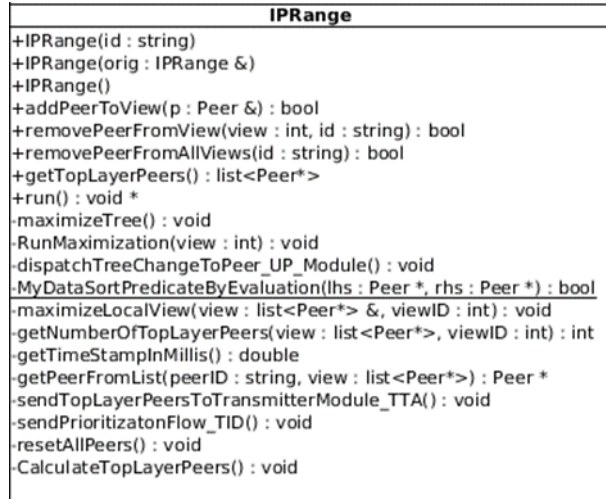 IPRange
+IPRange(id : string)
+IPRange(orig : IPRange &)
+IPRange()
+addPeerToView(p : Peer &) : bool
+removePeerFromView(view : int, id : string) : bool
+removePeerFromAllViews(id : string) : bool
+getTopLayerPeers() : list<Peer*>
+run() : void *
-maximizeTree() : void
-RunMaximization(view : int) : void
-dispatchTreeChangeToPeer_UP_Module() : void
-MyDataSortPredicateByEvaluation(lhs : Peer *, rhs : Peer *) : bool
-maximizeLocalView(view : list<Peer*> &, viewID : int) : void
-getNumberOfTopLayerPeers(view : list<Peer*>, viewID : int) : int
-getTimeStampInMillis() : double
-getPeerFromList(peerID : string, view : list<Peer*>) : Peer *
-sendTopLayerPeersToTransmitterModule_TTA() : void
-sendPrioritizatonFlow_TID() : void
-resetAllPeers() : void
-CalculateTopLayerPeers() : void